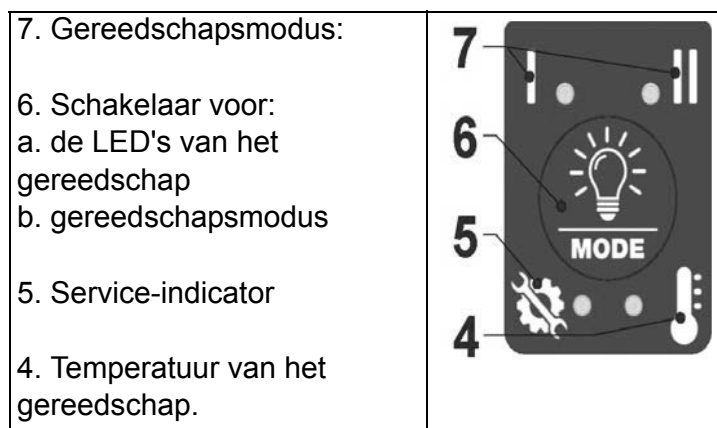 7. Gereedschapsmodus:
6. Schakelaar voor:
a. de LED's van het
gereedschap
b. gereedschapsmodus
5. Service-indicator
4. Temperatuur van het
gereedschap.
7
I II
6
MODE
5
4